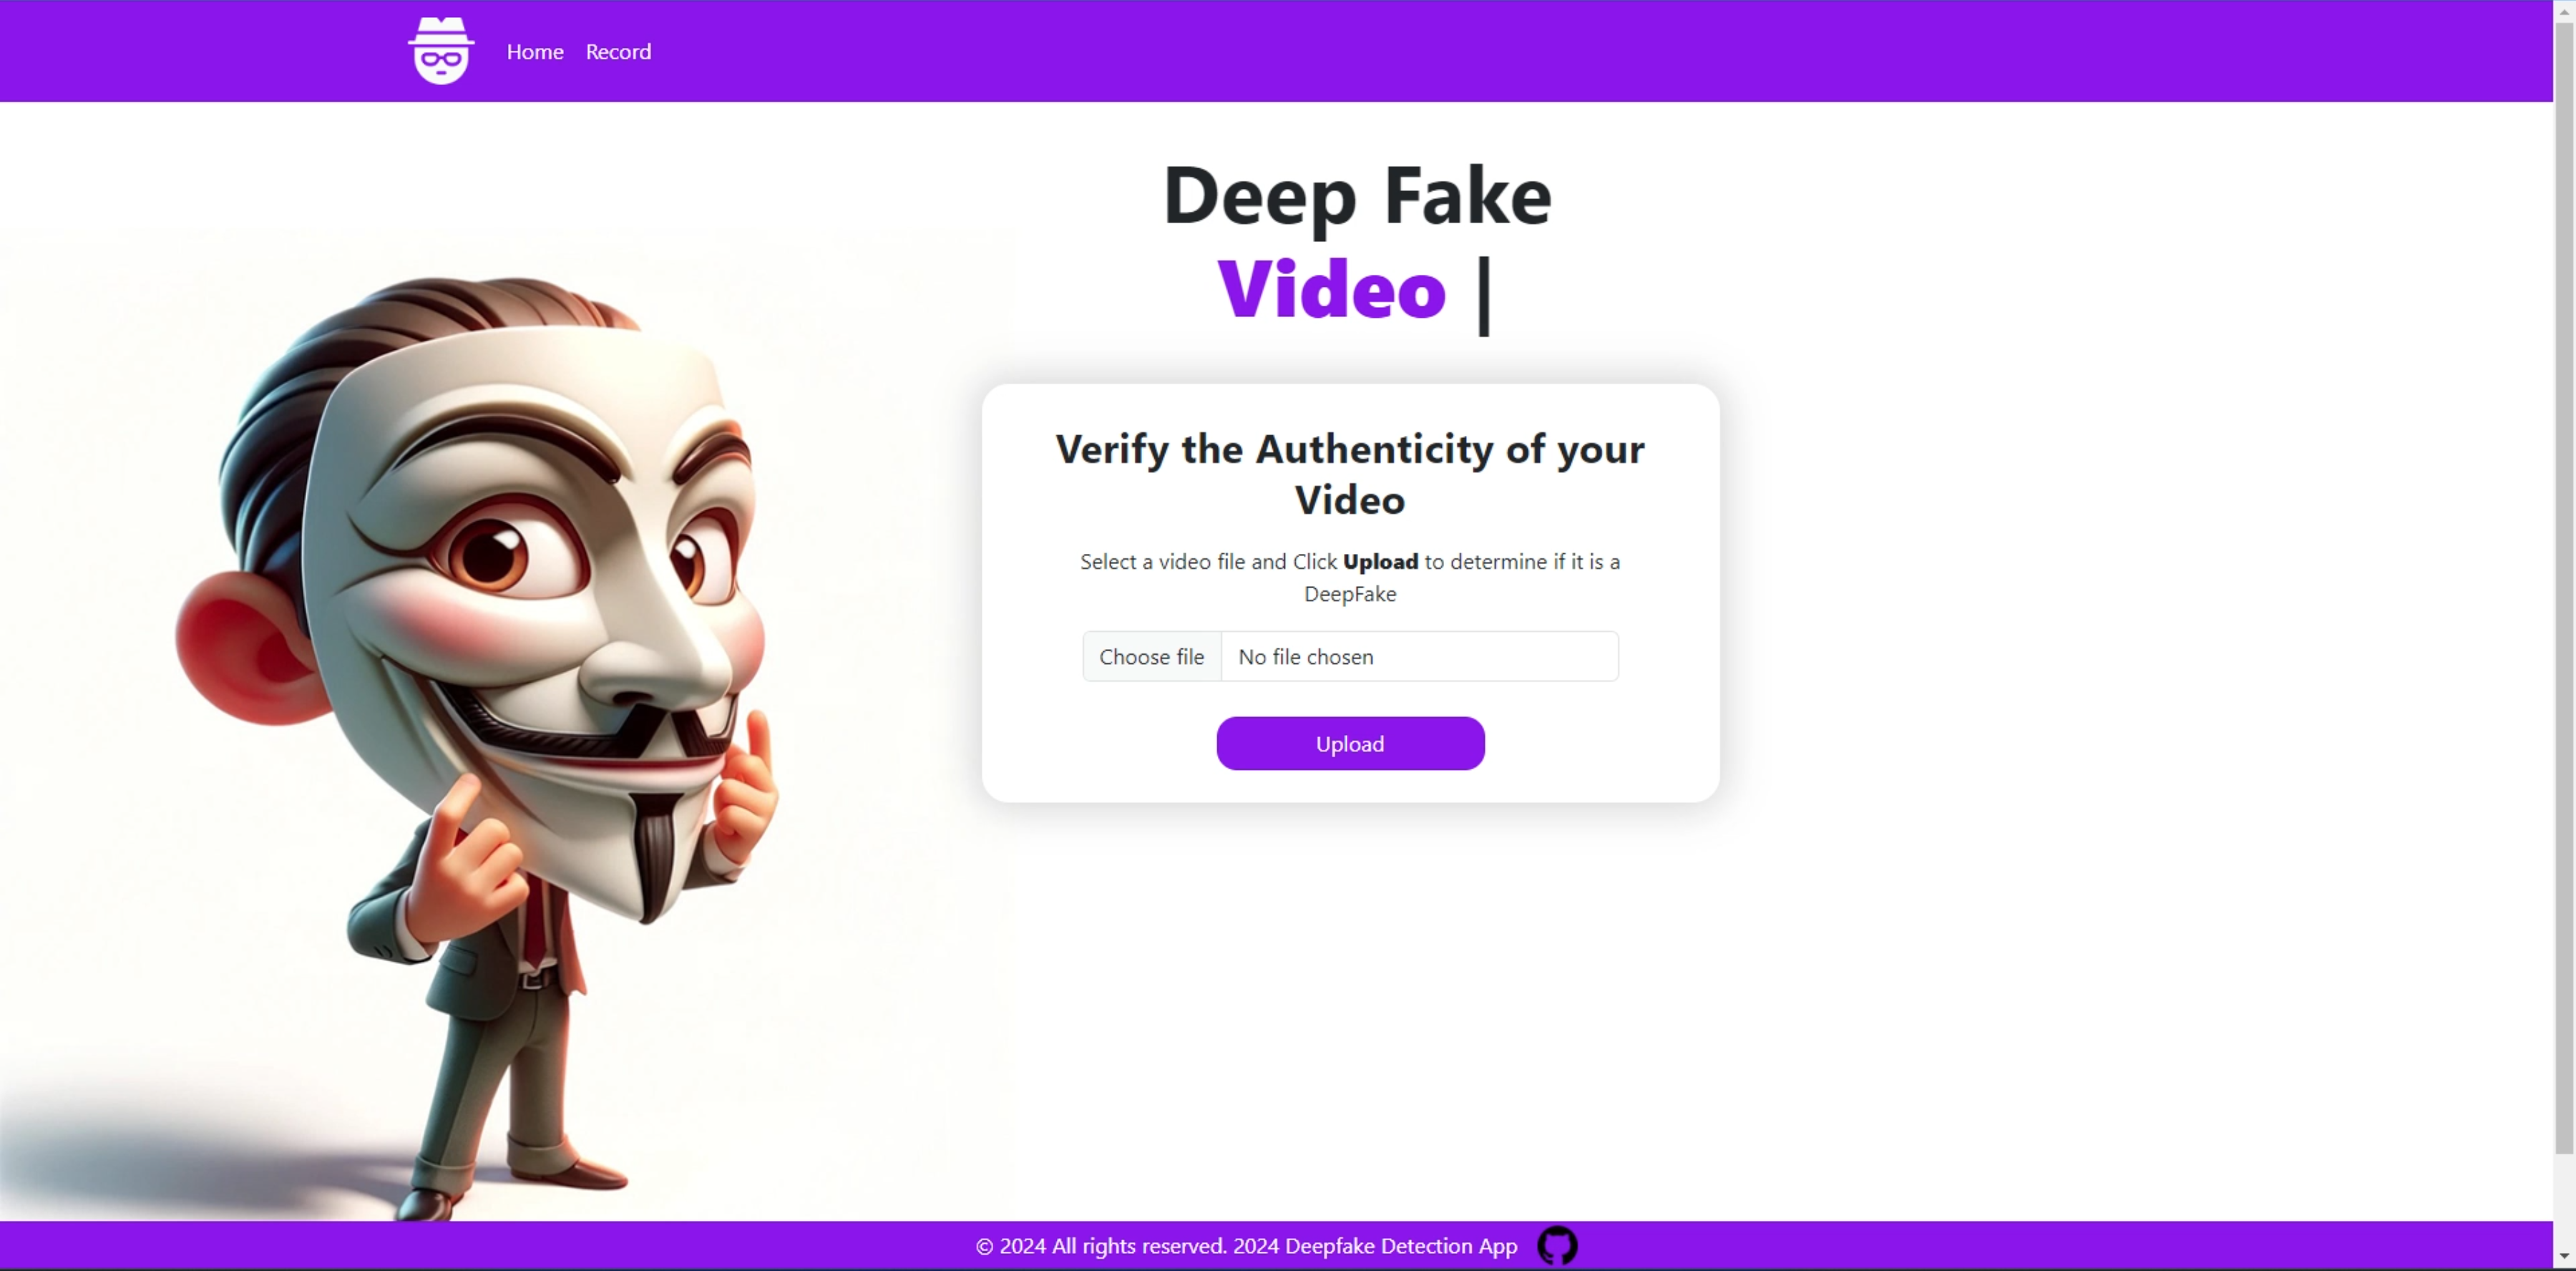 Home Record
Deep Fake
Video |
Verify the Authenticity of your
Video
Select a video file and Click Upload to determine if it is a
DeepFake
Choose file No file chosen
Upload
© 2024 All rights reserved. 2024 Deepfake Detection App